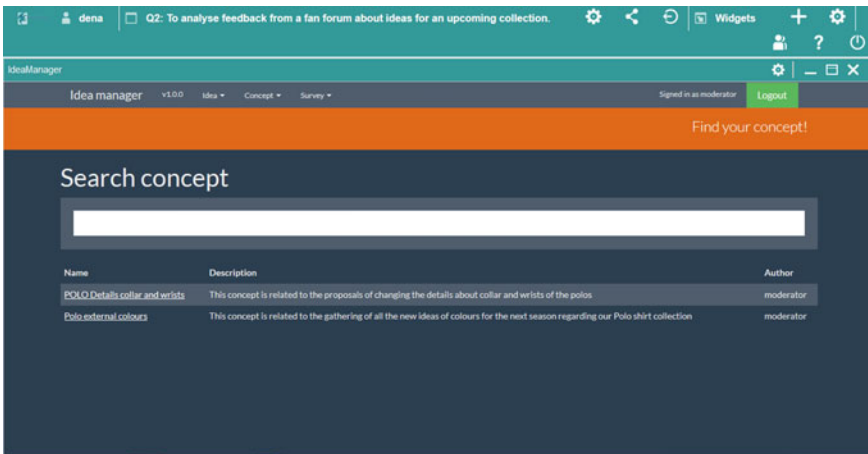 dena Q2: To analyse feedback from a fan forum about ideas for an upcoming collection. Widgets
IdeaManager
Idea manager v1.0.0 Idea Concept Survey Signed in as moderator Logout
Find your concept!
Search concept
Name Description Author
POLO Details collar and wrists This concept is related to the proposals of changing the details about collar and wrists of the polos moderator
Polo external colours This concept is related to the gathering of all the new ideas of colours for the next season regarding our Polo shirt collection moderator